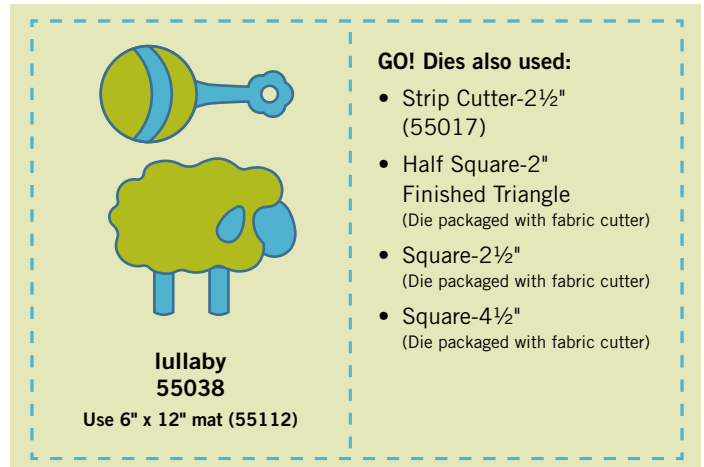 lullaby
55038
Use 6" x 12" mat (55112)
GO! Dies also used:
• Strip Cutter-2½"
(55017)
• Half Square-2"
Finished Triangle
(Die packaged with fabric cutter)
• Square-2½"
(Die packaged with fabric cutter)
• Square-4½"
(Die packaged with fabric cutter)